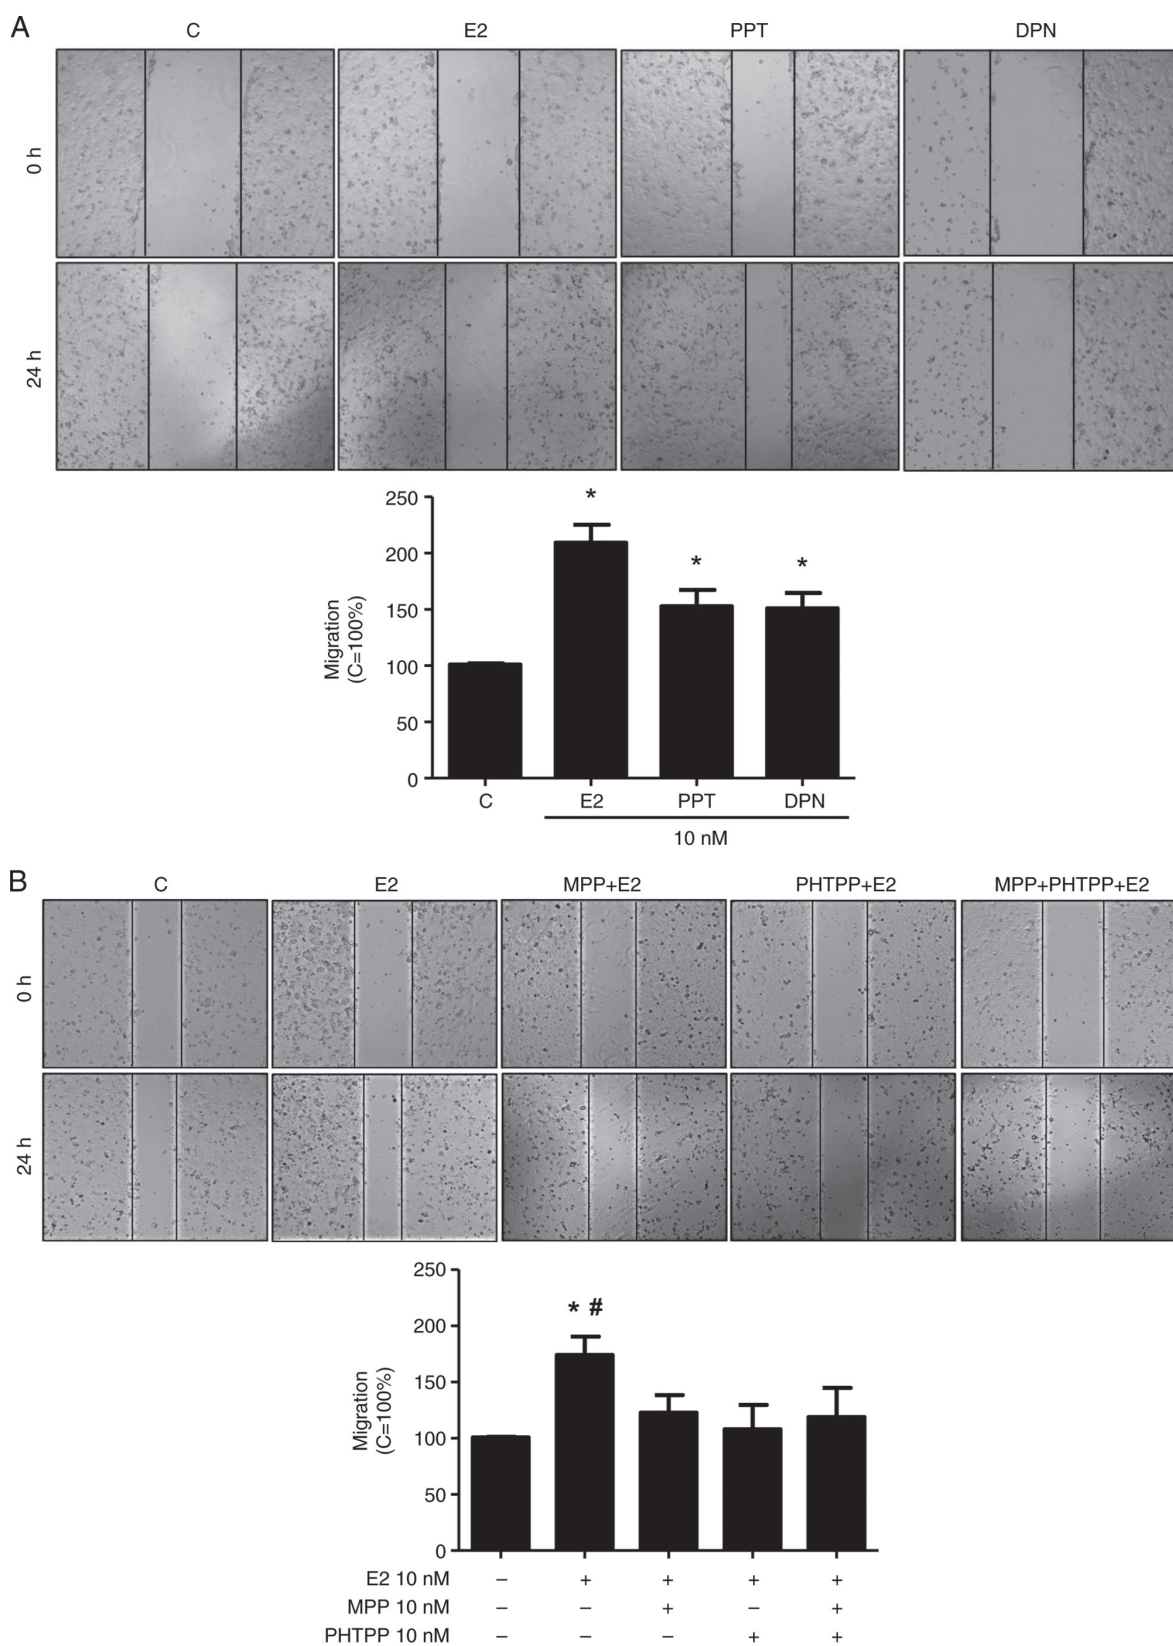 A
C E2 PPT DPN
0 h
24 h
250
*
200
* *
150
Migration
(C=100%)
100
50
0
C E2 PPT DPN
10 nM
B
C E2 MPP+E2 PHTPP+E2 MPP+PHTPP+E2
0 h
24 h
250
* #
200
150
Migration
(C=100%)
100
50
0
E2 10 nM – + + + +
MPP 10 nM – – + – +
PHTPP 10 nM – – – + +